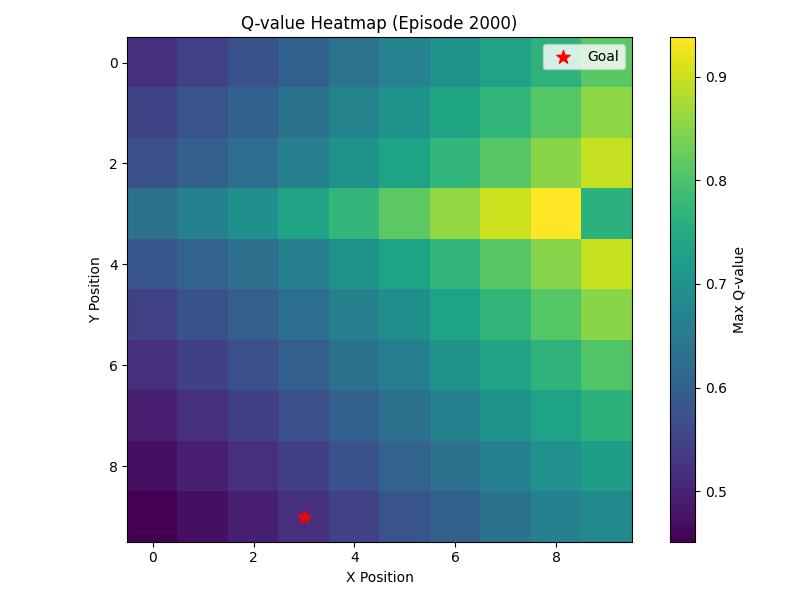 Q-value Heatmap (Episode 2000)
Goal
0
2
4
6
8
Y Position
0 2 4 6 8
X Position
0.9
0.8
0.7
0.6
0.5
Max Q-value